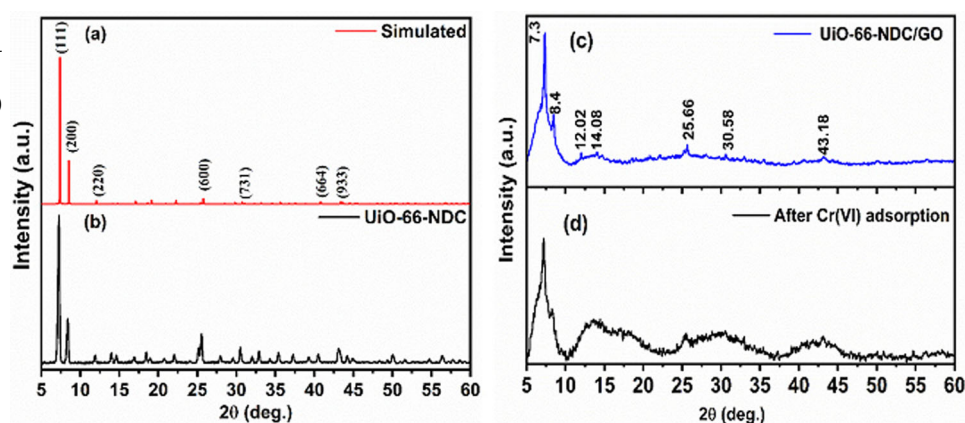 (a)
Simulated
(111)
(200)
(220)
(600)
(731)
(664)
(933)
(b)
UiO-66-NDC
Intensity (a.u.)
5 10 15 20 25 30 35 40 45 50 55 60
2θ (deg.)
(c)
UiO-66-NDC/GO
7.3
8.4
12.02
14.08
25.66
30.58
43.18
(d)
After Cr(VI) adsorption
Intensity (a.u.)
5 10 15 20 25 30 35 40 45 50 55 60
2θ (deg.)